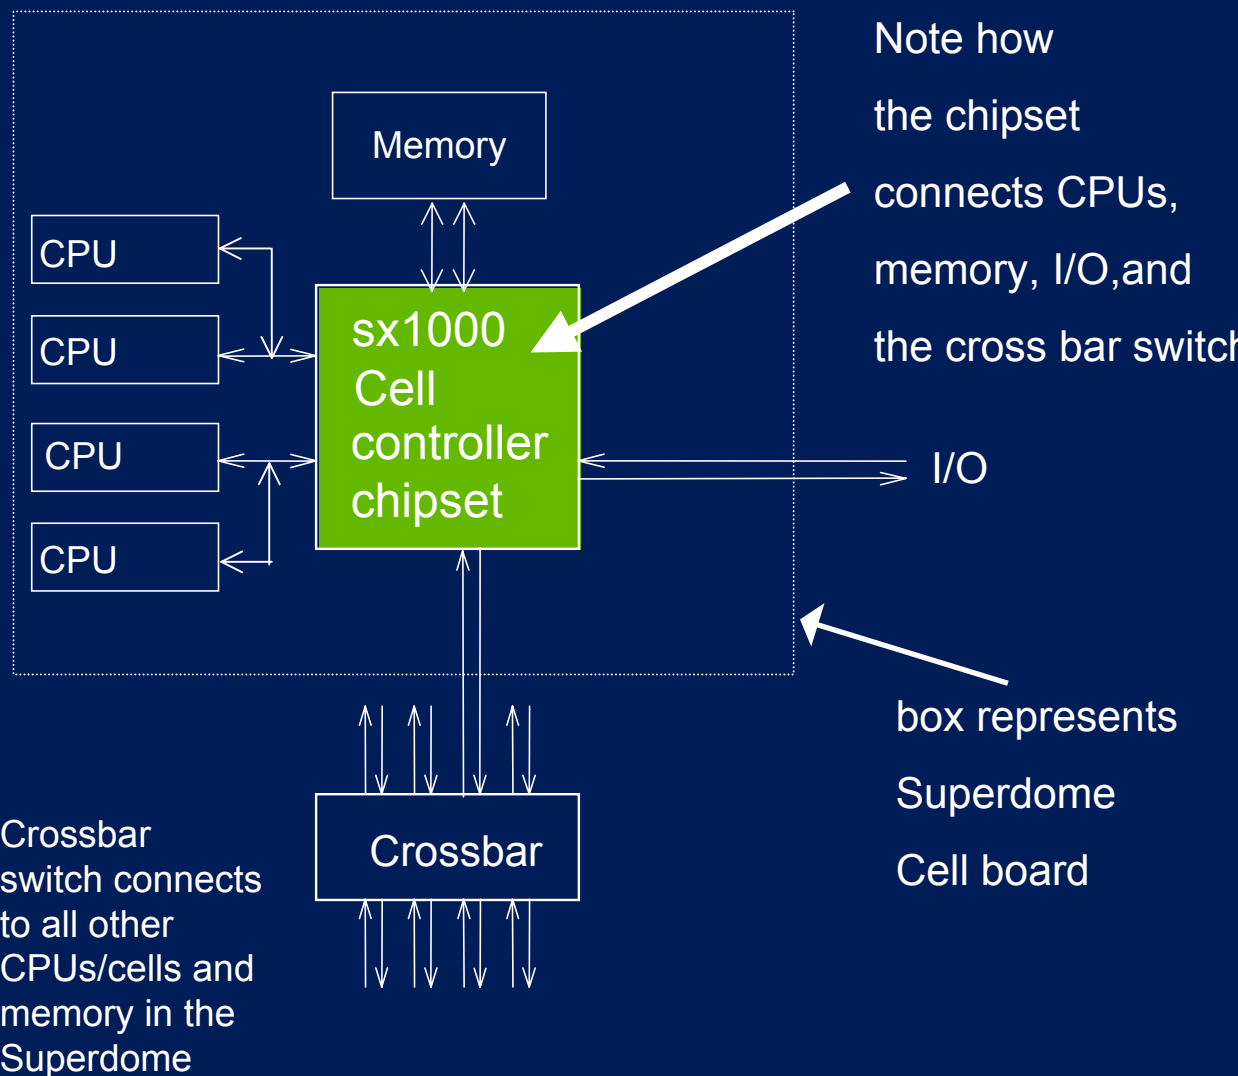 Note how
the chipset
connects CPUs,
memory, I/O,and
the cross bar switch
Memory
CPU
CPU
CPU
CPU
sx1000
Cell
controller
chipset
I/O
box represents
Superdome
Cell board
Crossbar
Crossbar
switch connects
to all other
CPUs/cells and
memory in the
Superdome